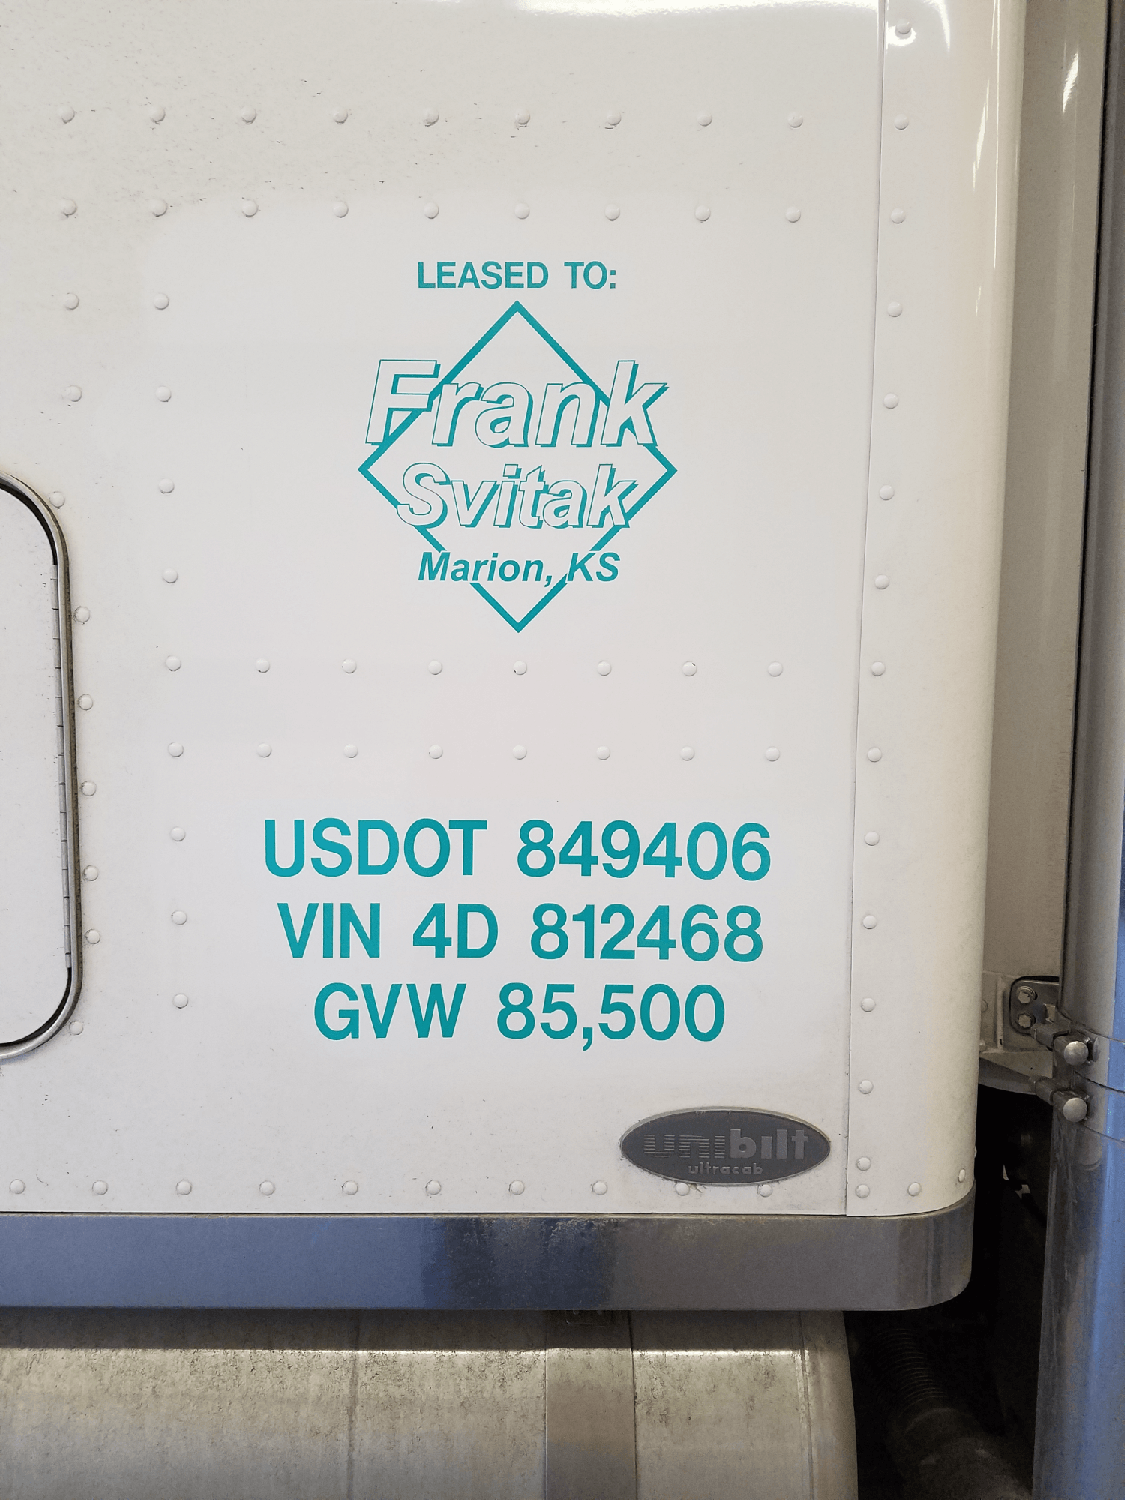 LEASED TO:
Frank
Svitak
Marion, KS
USDOT 849406
VIN 4D 812468
GVW 85,500
unibilt
ultracab